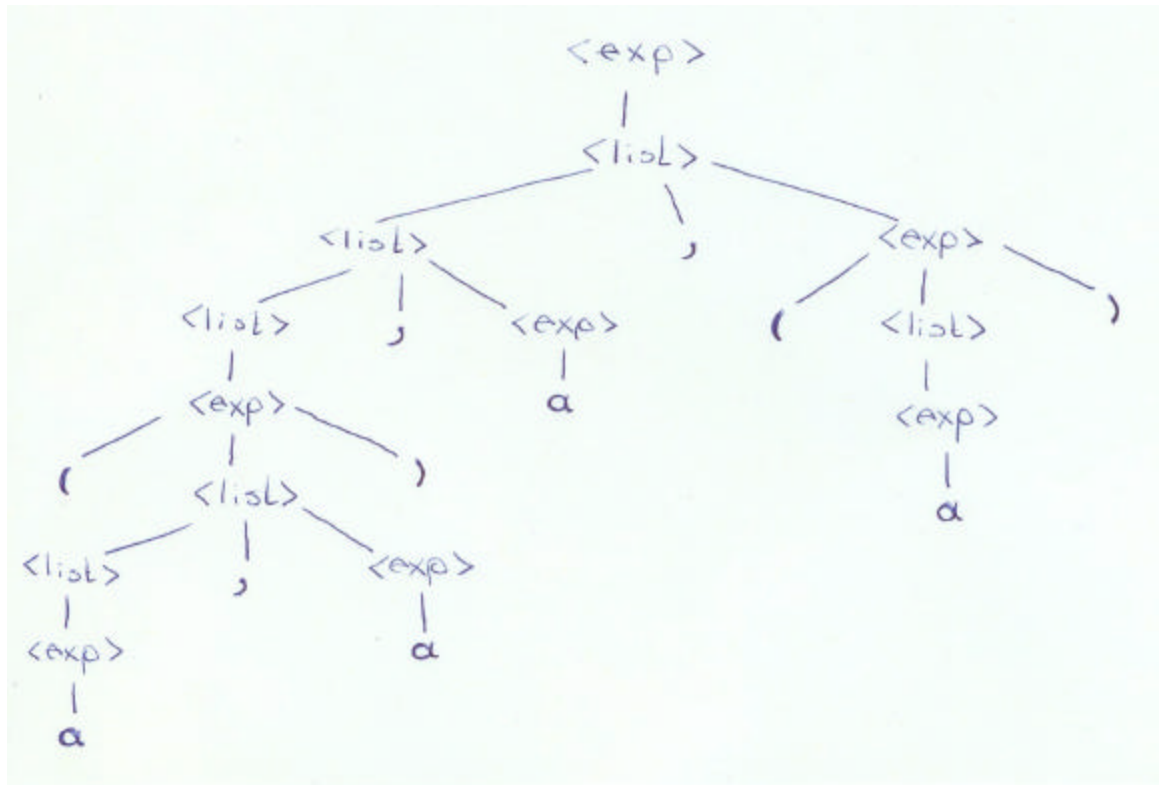 <exp>
<list>
<list> , <exp>
<list> , <exp> ( <list> )
<exp> a <exp>
( <list> ) a
<list> , <exp>
<exp> a
a